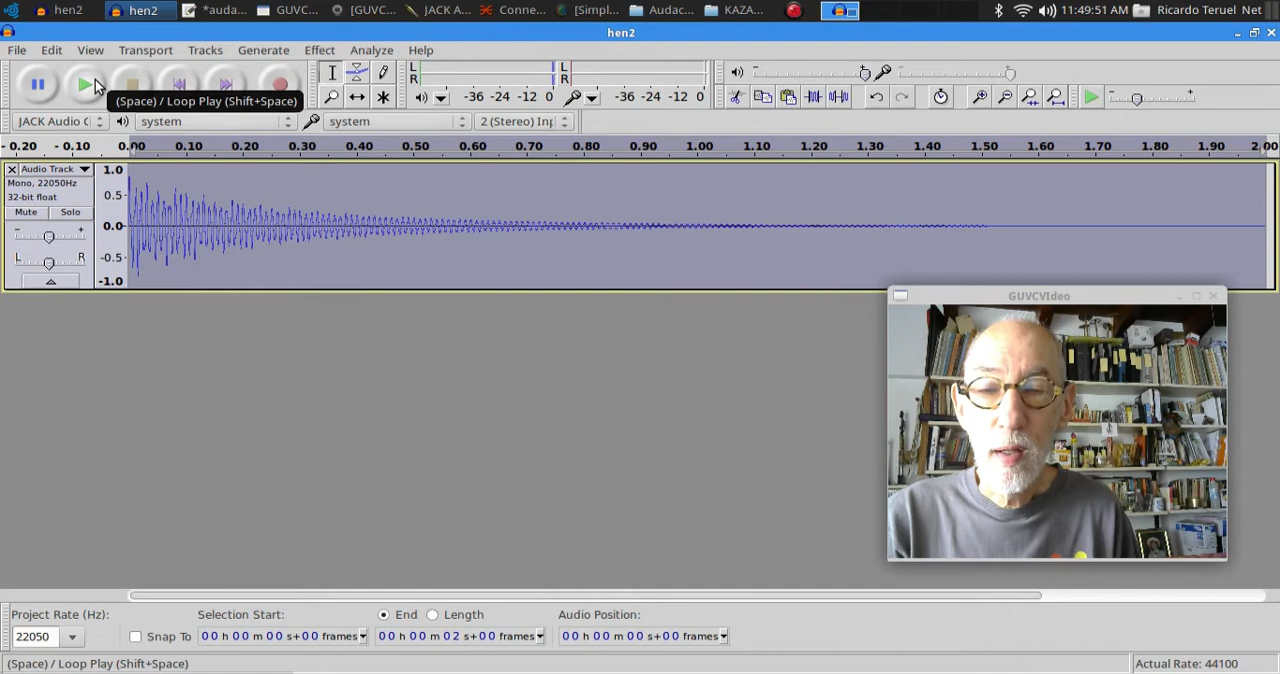 hen2 hen2 *auda... GUVC... [GUVC... JACK A... Conne... [Simpl... Audac... KAZA... 11:49:51 AM Ricardo Teruel Net
hen2
File Edit View Transport Tracks Generate Effect Analyze Help
L R L R
-36 -24 -12 0 -36 -24 -12 0
(Space) / Loop Play (Shift+Space)
JACK Audio C system system 2 (Stereo) Inp
- 0.20 - 0.10 0.00 0.10 0.20 0.30 0.40 0.50 0.60 0.70 0.80 0.90 1.00 1.10 1.20 1.30 1.40 1.50 1.60 1.70 1.80 1.90 2.00
Audio Track 1.0
Mono, 22050Hz
32-bit float 0.5
Mute Solo
- + 0.0
L R -0.5
-1.0
GUVCVIdeo
Project Rate (Hz): Selection Start: End Length Audio Position:
22050 Snap To 00 h 00 m 00 s+00 frames 00 h 00 m 02 s+00 frames 00 h 00 m 00 s+00 frames
(Space) / Loop Play (Shift+Space) Actual Rate: 44100